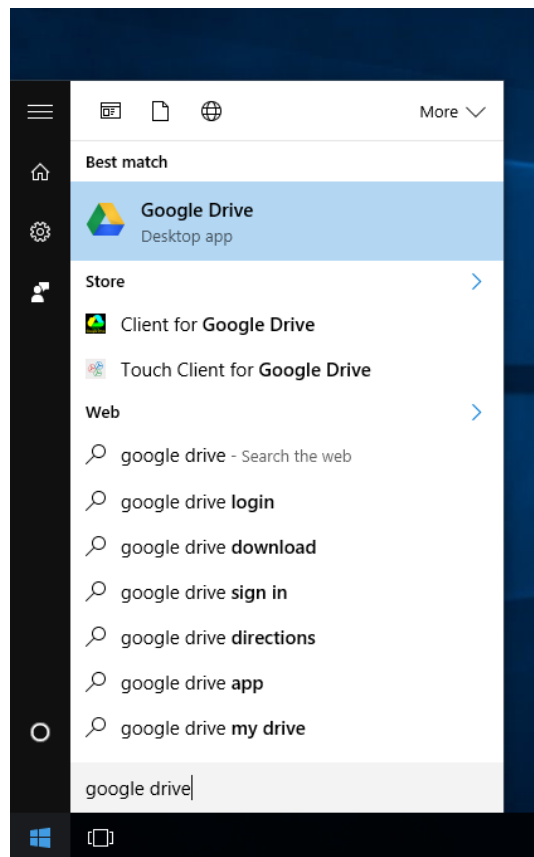 More
Best match
Google Drive
Desktop app
Store
Client for Google Drive
Touch Client for Google Drive
Web
google drive - Search the web
google drive login
google drive download
google drive sign in
google drive directions
google drive app
google drive my drive
google drive